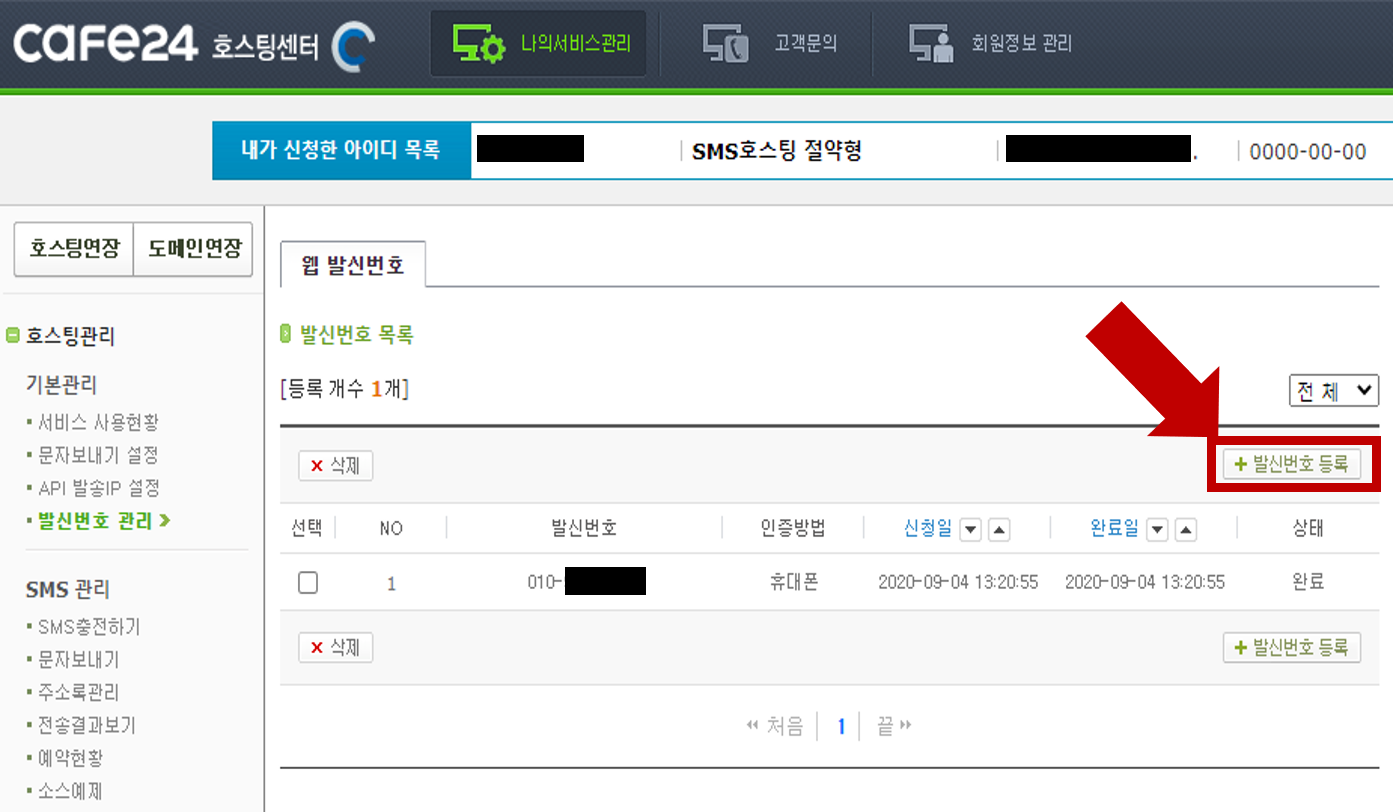 CAFE24 호스팅센터 나의서비스관리 고객문의 회원정보 관리
내가 신청한 아이디 목록 SMS호스팅 절약형 . 0000-00-00
호스팅연장 도메인연장
호스팅관리
기본관리
서비스 사용현황
문자보내기 설정
API 발송IP 설정
발신번호 관리
SMS 관리
SMS충전하기
문자보내기
주소록관리
전송결과보기
예약현황
소스예제
웹 발신번호
발신번호 목록
[등록 개수 1개] 전 체
삭제 + 발신번호 등록
선택 NO 발신번호 인증방법 신청일 완료일 상태
1 010- 휴대폰 2020-09-04 13:20:55 2020-09-04 13:20:55 완료
삭제 + 발신번호 등록
처음 1 끝